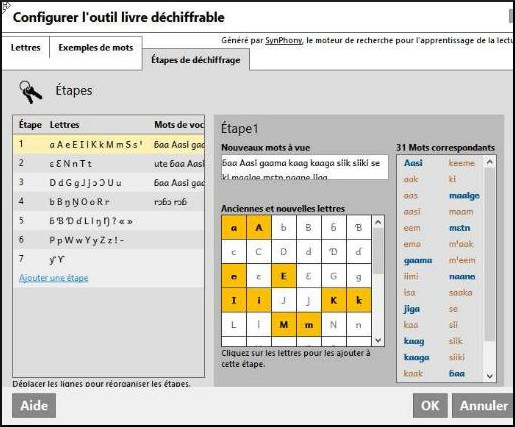 Configurer l'outil livre déchiffrable
Lettres
Exemples de mots
Étapes de déchiffrage
Généré par SynPhony, le moteur de recherche pour l'apprentissage de la lectu
Étapes
Étape Lettres Mots de voc
1 a A e E I i K k M m S s ' ɓaa Aasi gaa
2 ɛ Ɛ N n T t ute ɓaa Aasi
3 D d G g J j ɔ Ɔ U u ɓaa Aasi gaa
4 b B ŋ Ŋ O o R r rɔɓɔ rɔɓ
5 ɓ Ɓ Ɗ ɗ L l ƞ ? « »
6 P p W w Y y Z z ! -
7 ƴ Ƴ
Ajouter une étape
Déplacer les lignes pour réorganiser les étapes.
Étape1
Nouveaux mots à vue
ɓaa Aasi gaama kaag kaaga siik siiki se
ki maalge mɛtn naane jiga
Anciennes et nouvelles lettres
a A b B ɓ Ɓ
c C D d Ɗ ɗ
e ɛ E Ɛ G g
I i J j K k
L l M m N n
Cliquez sur les lettres pour les ajouter à
cette étape.
31 Mots correspondants
Aasi keeme
aak ki
aas maalge
aasi maam
eem mɛtn
ema m'aak
gaama m'eem
iimi naane
isa saaka
jiga se
kaa sii
kaag siik
kaaga siiki
kaak ɓaa
Aide
OK
Annuler